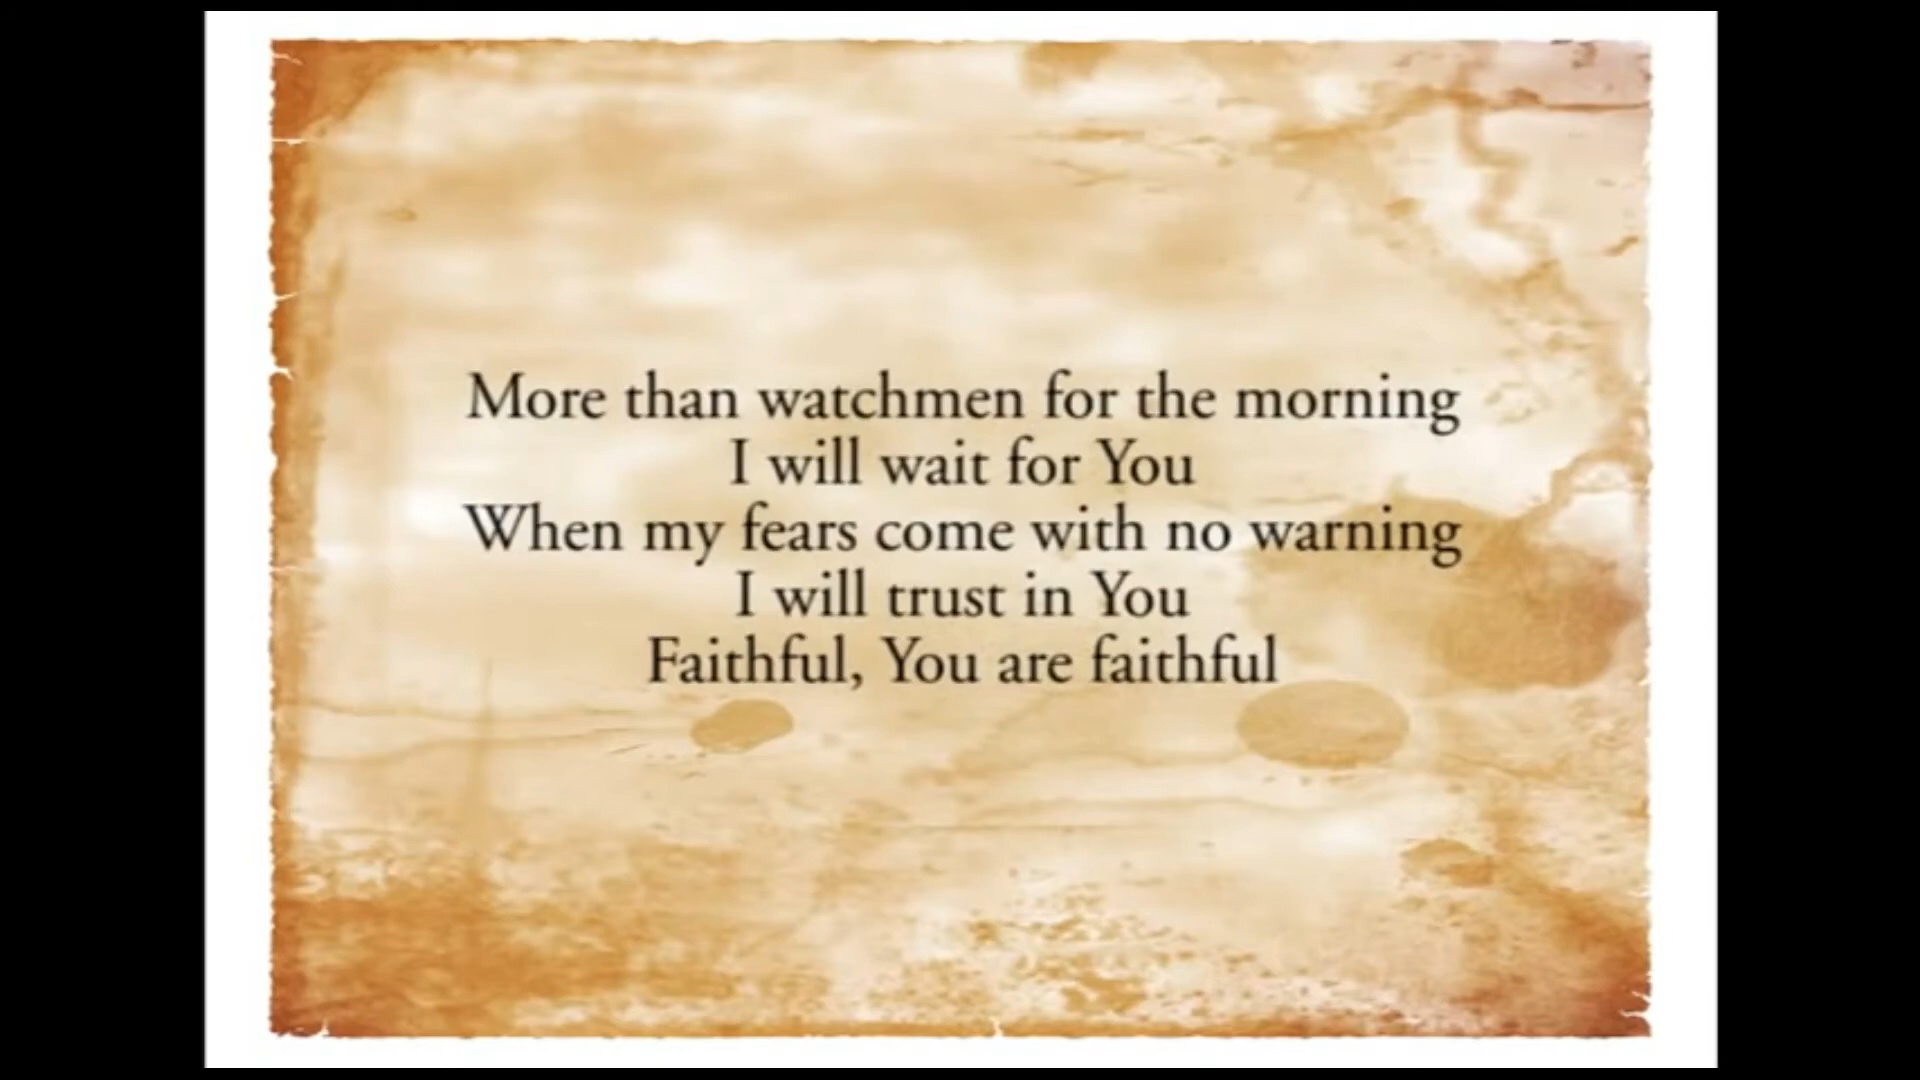 More than watchmen for the morning
I will wait for You
When my fears come with no warning
I will trust in You
Faithful, You are faithful